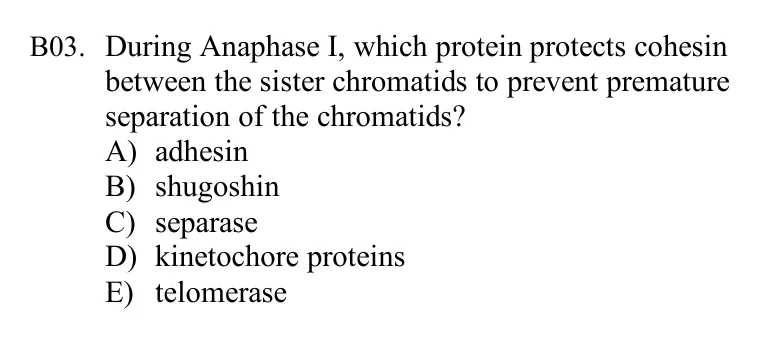 B03. During Anaphase I, which protein protects cohesin
between the sister chromatids to prevent premature
separation of the chromatids?
A) adhesin
B) shugoshin
C) separase
D) kinetochore proteins
E) telomerase